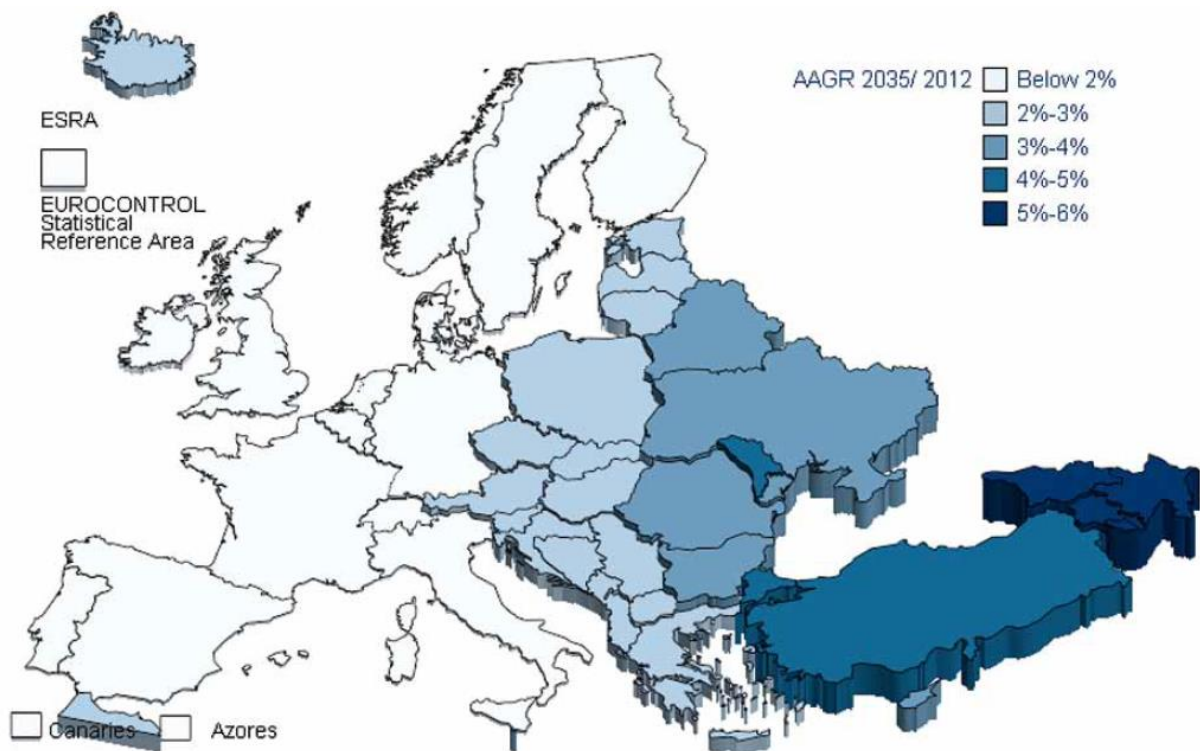 ESRA
EUROCONTROL
Statistical
Reference Area
AAGR 2035/ 2012
Below 2%
2%-3%
3%-4%
4%-5%
5%-6%
Canaries
Azores